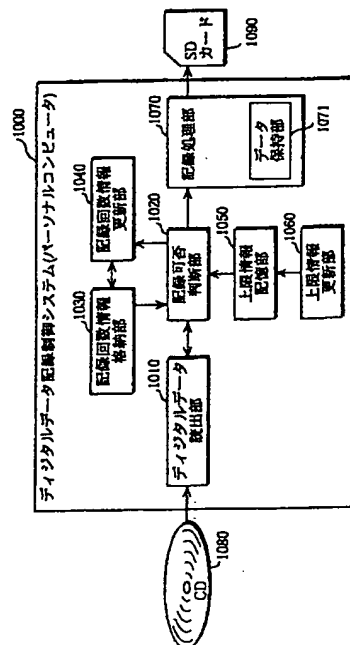 1000
ディジタルデータ記録制御システム(パーソナルコンピュータ)
1030
記録回数情報
格納部
1040
記録回数情報
更新部
1010
ディジタルデータ
読出部
1020
記録可否
判断部
1070
記録処理部
データ
保持部
1071
1050
上限情報
記憶部
1060
上限情報
更新部
CD
1080
SD
カード
1090